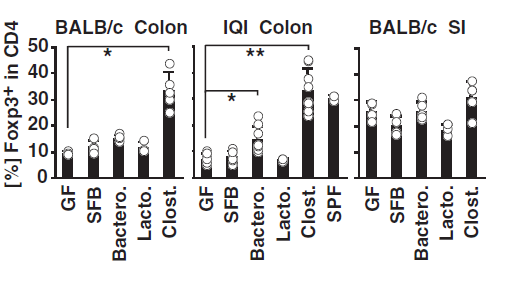 BALB/c Colon
IQI Colon
BALB/c SI
[%] Foxp3+ in CD4
50
40
30
20
10
0
*
**
*
GF
SFB
Bactero.
Lacto.
Clost.
GF
SFB
Bactero.
Lacto.
Clost.
SPF
GF
SFB
Bactero.
Lacto.
Clost.